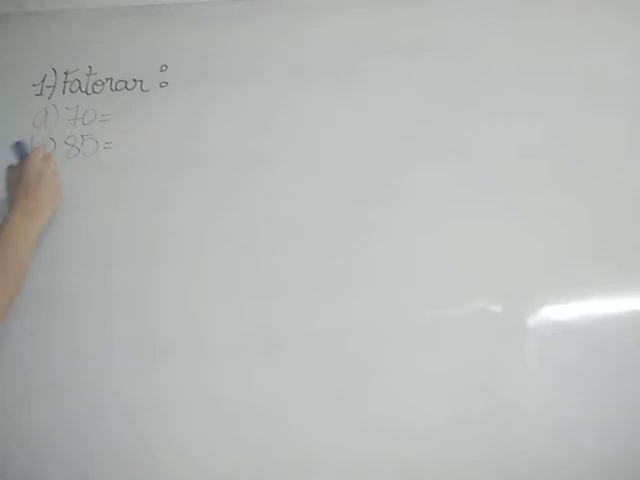 1-) Fatorar:
a) 70=
b) 85=